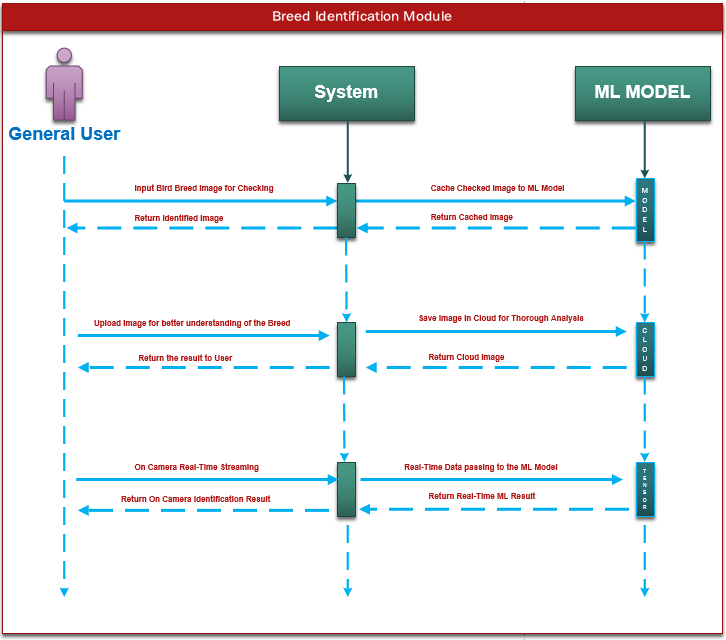 Breed Identification Module
System
ML MODEL
General User
Input Bird Breed Image for Checking
Cache Checked Image to ML Model
MODEL
Return Identified Image
Return Cached Image
Upload Image for better understanding of the Breed
Save Image in Cloud for Thorough Analysis
CLOUD
Return the result to User
Return Cloud Image
On Camera Real-Time Streaming
Real-Time Data passing to the ML Model
TENSOR
Return On Camera Identification Result
Return Real-Time ML Result